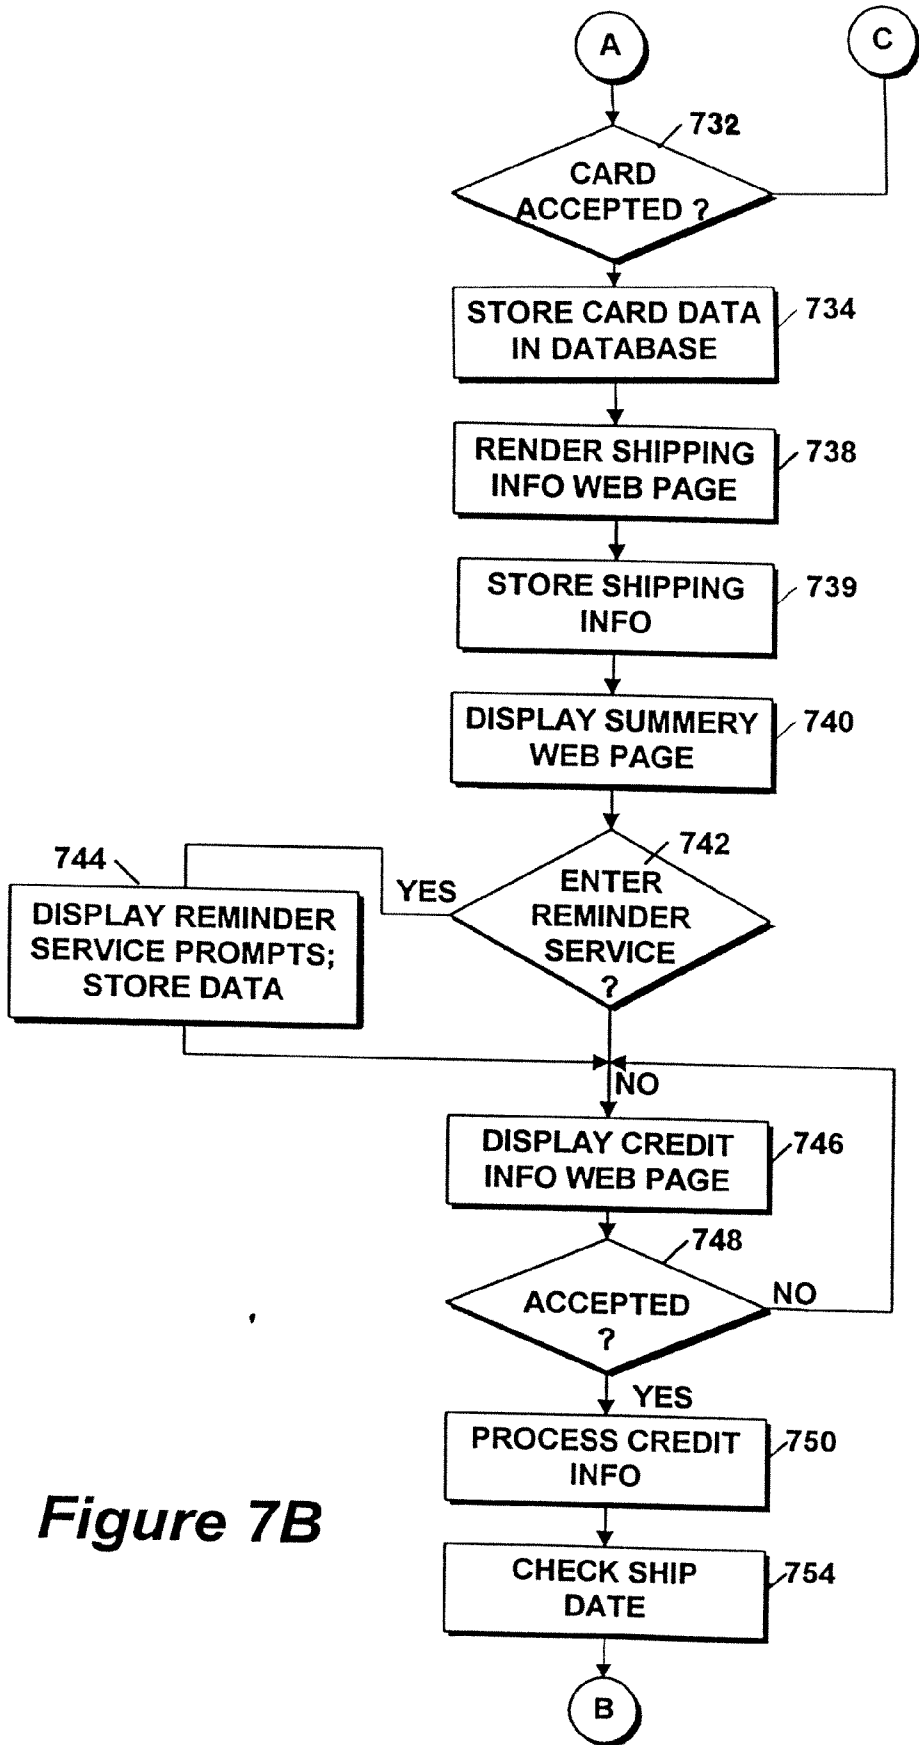 A
C
732
CARD
ACCEPTED ?
STORE CARD DATA
IN DATABASE
734
RENDER SHIPPING
INFO WEB PAGE
738
STORE SHIPPING
INFO
739
DISPLAY SUMMERY
WEB PAGE
740
742
ENTER
REMINDER
SERVICE
?
YES
744
DISPLAY REMINDER
SERVICE PROMPTS;
STORE DATA
NO
DISPLAY CREDIT
INFO WEB PAGE
746
748
ACCEPTED
?
NO
YES
PROCESS CREDIT
INFO
750
Figure 7B
CHECK SHIP
DATE
754
B